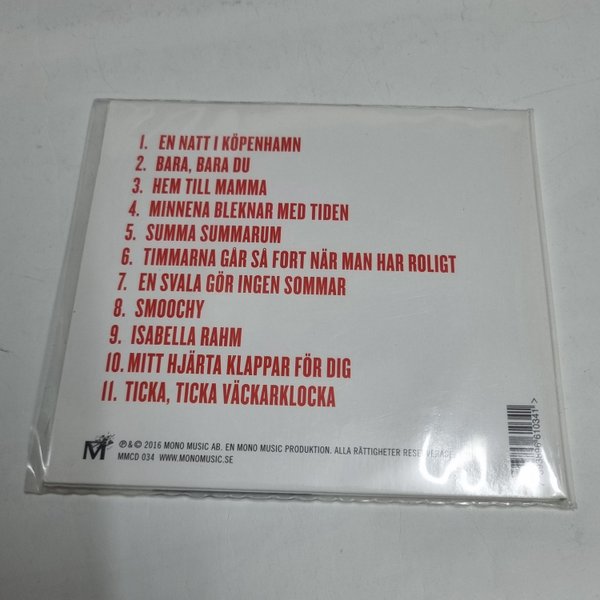 1. EN NATT I KÖPENHAMN
2. BARA, BARA DU
3. HEM TILL MAMMA
4. MINNENA BLEKNAR MED TIDEN
5. SUMMA SUMMARUM
6. TIMMARNA GÅR SÅ FORT NÄR MAN HAR ROLIGT
7. EN SVALA GÖR INGEN SOMMAR
8. SMOOCHY
9. ISABELLA RAHM
10. MITT HJÄRTA KLAPPAR FÖR DIG
11. TICKA, TICKA VÄCKARKLOCKA
M
℗ & © 2016 MONO MUSIC AB. EN MONO MUSIC PRODUKTION. ALLA RÄTTIGHETER
MMCD 034 WWW.MONOMUSIC.SE